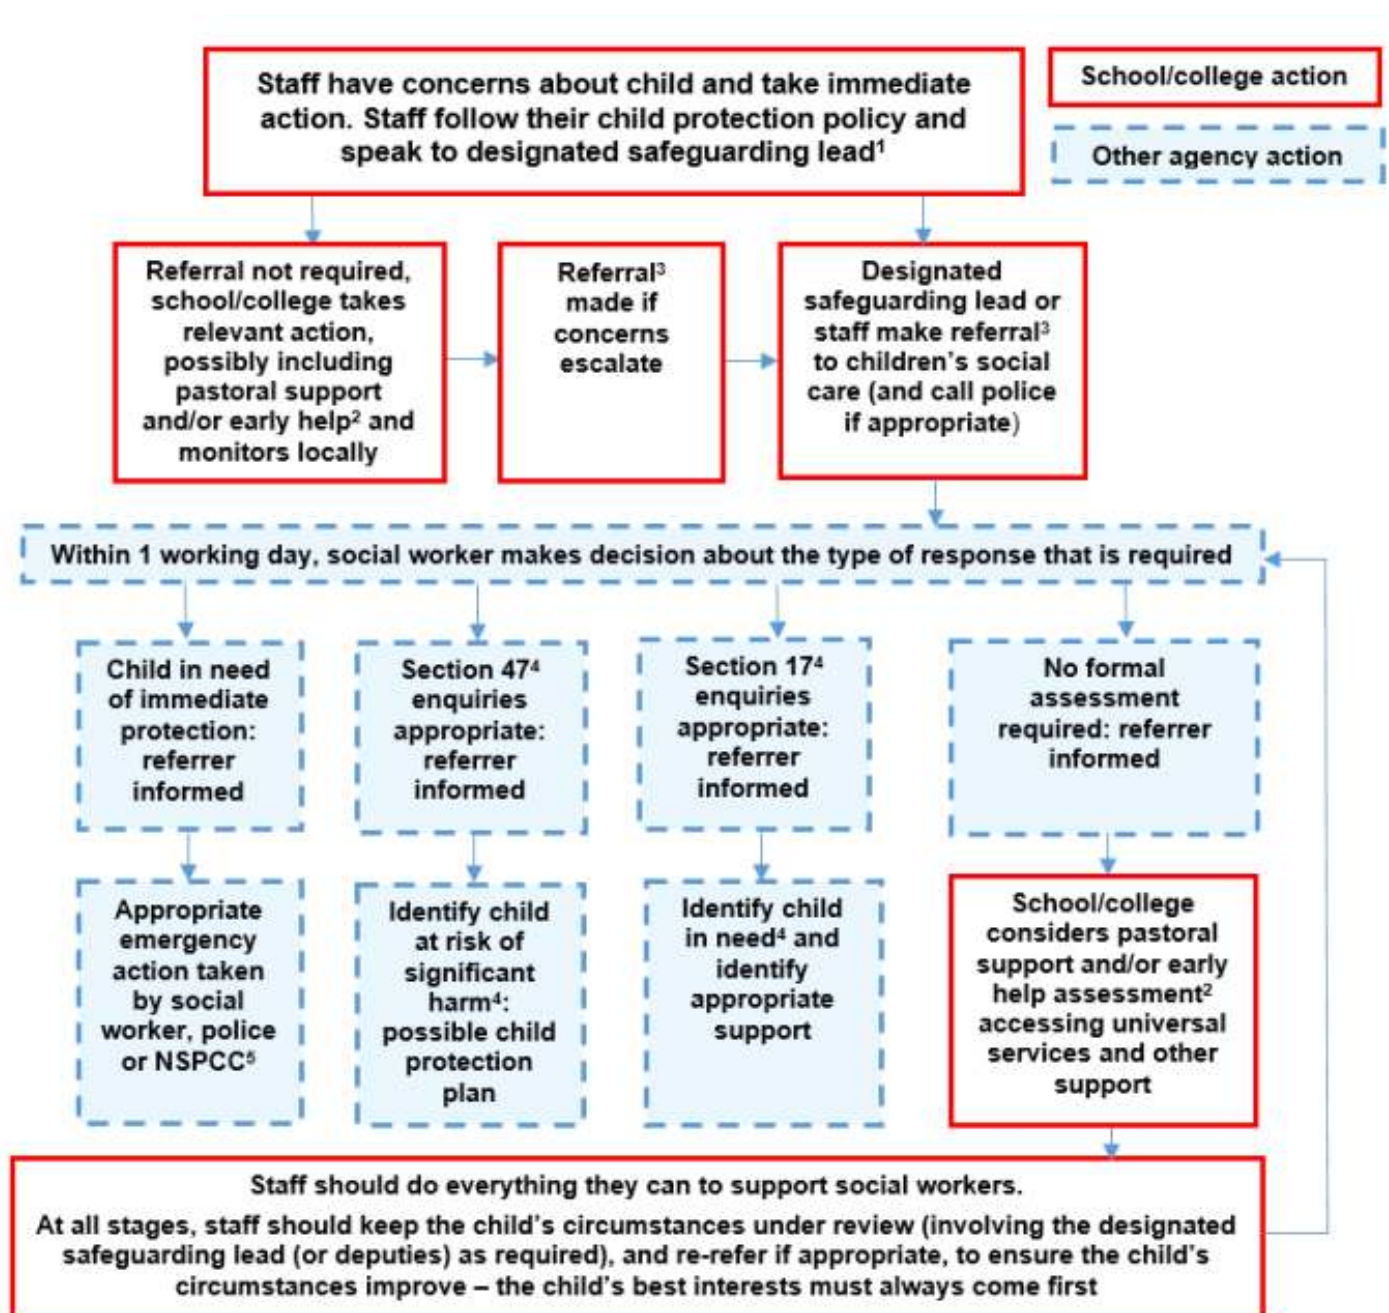 Staff have concerns about child and take immediate
action. Staff follow their child protection policy and
speak to designated safeguarding lead¹
School/college action
Other agency action
Referral not required,
school/college takes
relevant action,
possibly including
pastoral support
and/or early help² and
monitors locally
Referral³
made if
concerns
escalate
Designated
safeguarding lead or
staff make referral³
to children’s social
care (and call police
if appropriate)
Within 1 working day, social worker makes decision about the type of response that is required
Child in need
of immediate
protection:
referrer
informed
Section 47⁴
enquiries
appropriate:
referrer
informed
Section 17⁴
enquiries
appropriate:
referrer
informed
No formal
assessment
required: referrer
informed
Appropriate
emergency
action taken
by social
worker, police
or NSPCC⁵
Identify child
at risk of
significant
harm⁴:
possible child
protection
plan
Identify child
in need⁴ and
identify
appropriate
support
School/college
considers pastoral
support and/or early
help assessment²
accessing universal
services and other
support
Staff should do everything they can to support social workers.
At all stages, staff should keep the child’s circumstances under review (involving the designated
safeguarding lead (or deputies) as required), and re-refer if appropriate, to ensure the child’s
circumstances improve – the child’s best interests must always come first